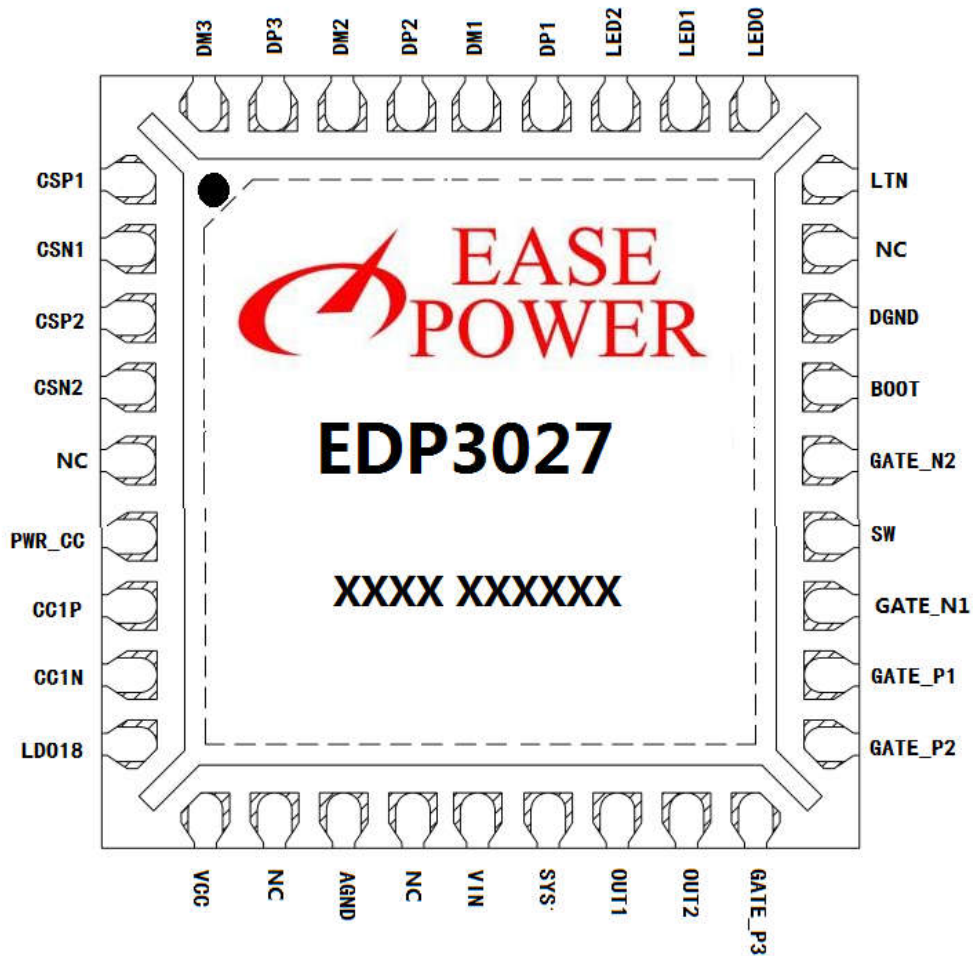 DM3 DP3 DM2 DP2 DM1 DP1 LED2 LED1 LED0
CSP1
CSN1
CSP2
CSN2
NC
PWR_CC
CC1P
CC1N
LDO18
EASE
POWER
EDP3027
XXXX XXXXXX
LTN
NC
DGND
BOOT
GATE_N2
SW
GATE_N1
GATE_P1
GATE_P2
VCC NC AGND NC VIN SYS OUT1 OUT2 GATE_P3